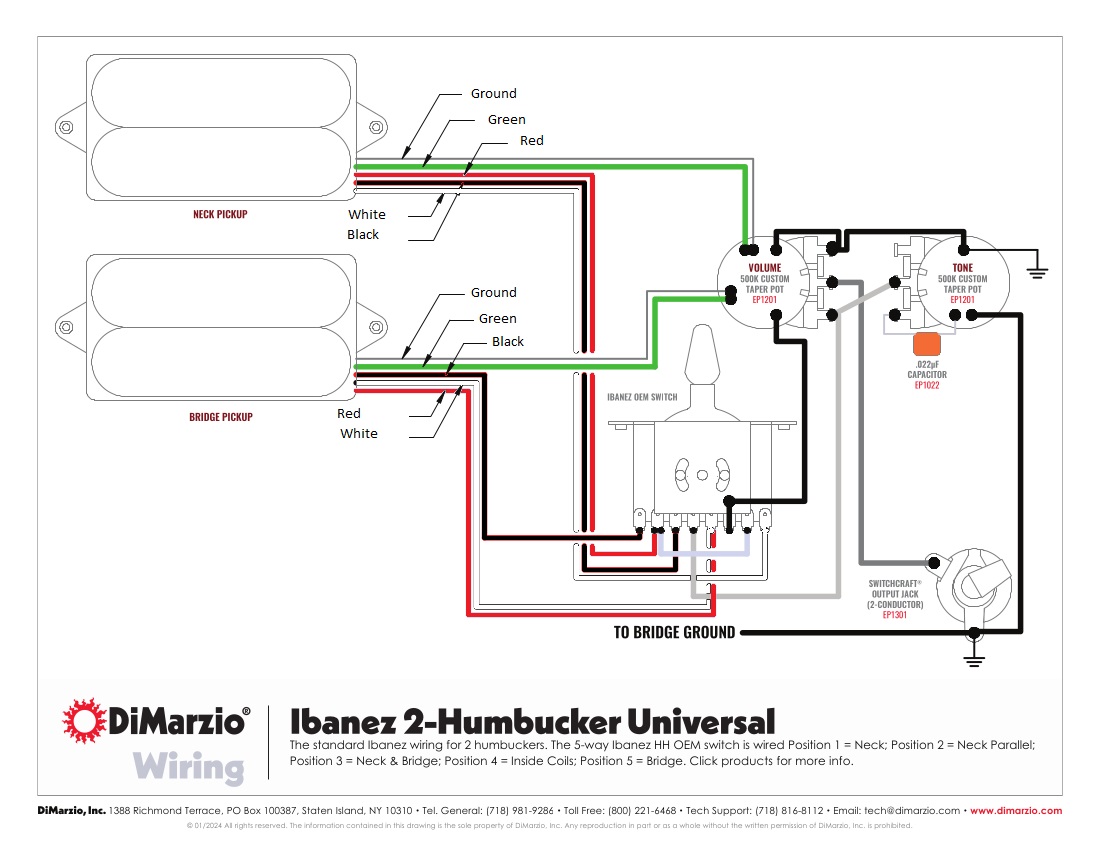 Ground
Green
Red
White
Black
NECK PICKUP
Ground
Green
Black
Red
White
BRIDGE PICKUP
VOLUME
500K CUSTOM
TAPER POT
EP1201
TONE
500K CUSTOM
TAPER POT
EP1201
.022µF
CAPACITOR
EP1022
IBANEZ OEM SWITCH
SWITCHCRAFT®
OUTPUT JACK
(2-CONDUCTOR)
EP1301
TO BRIDGE GROUND
DiMarzio®
Wiring
Ibanez 2-Humbucker Universal
The standard Ibanez wiring for 2 humbuckers. The 5-way Ibanez HH OEM switch is wired Position 1 = Neck; Position 2 = Neck Parallel;
Position 3 = Neck & Bridge; Position 4 = Inside Coils; Position 5 = Bridge. Click products for more info.
DiMarzio, Inc. 1388 Richmond Terrace, PO Box 100387, Staten Island, NY 10310 • Tel. General: (718) 981-9286 • Toll Free: (800) 221-6468 • Tech Support: (718) 816-8112 • Email: tech@dimarzio.com • www.dimarzio.com
© 01/2024 All rights reserved. The information contained in this drawing is the sole property of DiMarzio, Inc. Any reproduction in part or as a whole without the written permission of DiMarzio, Inc. is prohibited.